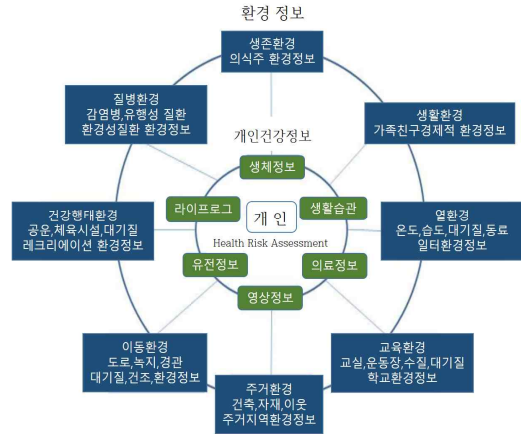 환경 정보
생존환경
의식주 환경정보
질병환경
감염병,유행성 질환
환경성질환 환경정보
생활환경
가족친구경제적 환경정보
개인건강정보
생체정보
라이프로그
생활습관
개 인
Health Risk Assessment
유전정보
의료정보
영상정보
건강행태환경
공운,체육시설,대기질
레크리에이션 환경정보
열환경
온도,습도,대기질,동료
일터환경정보
이동환경
도로,녹지,경관
대기질,건조,환경정보
교육환경
교실,운동장,수질,대기질
학교환경정보
주거환경
건축,자재,이웃
주거지역환경정보